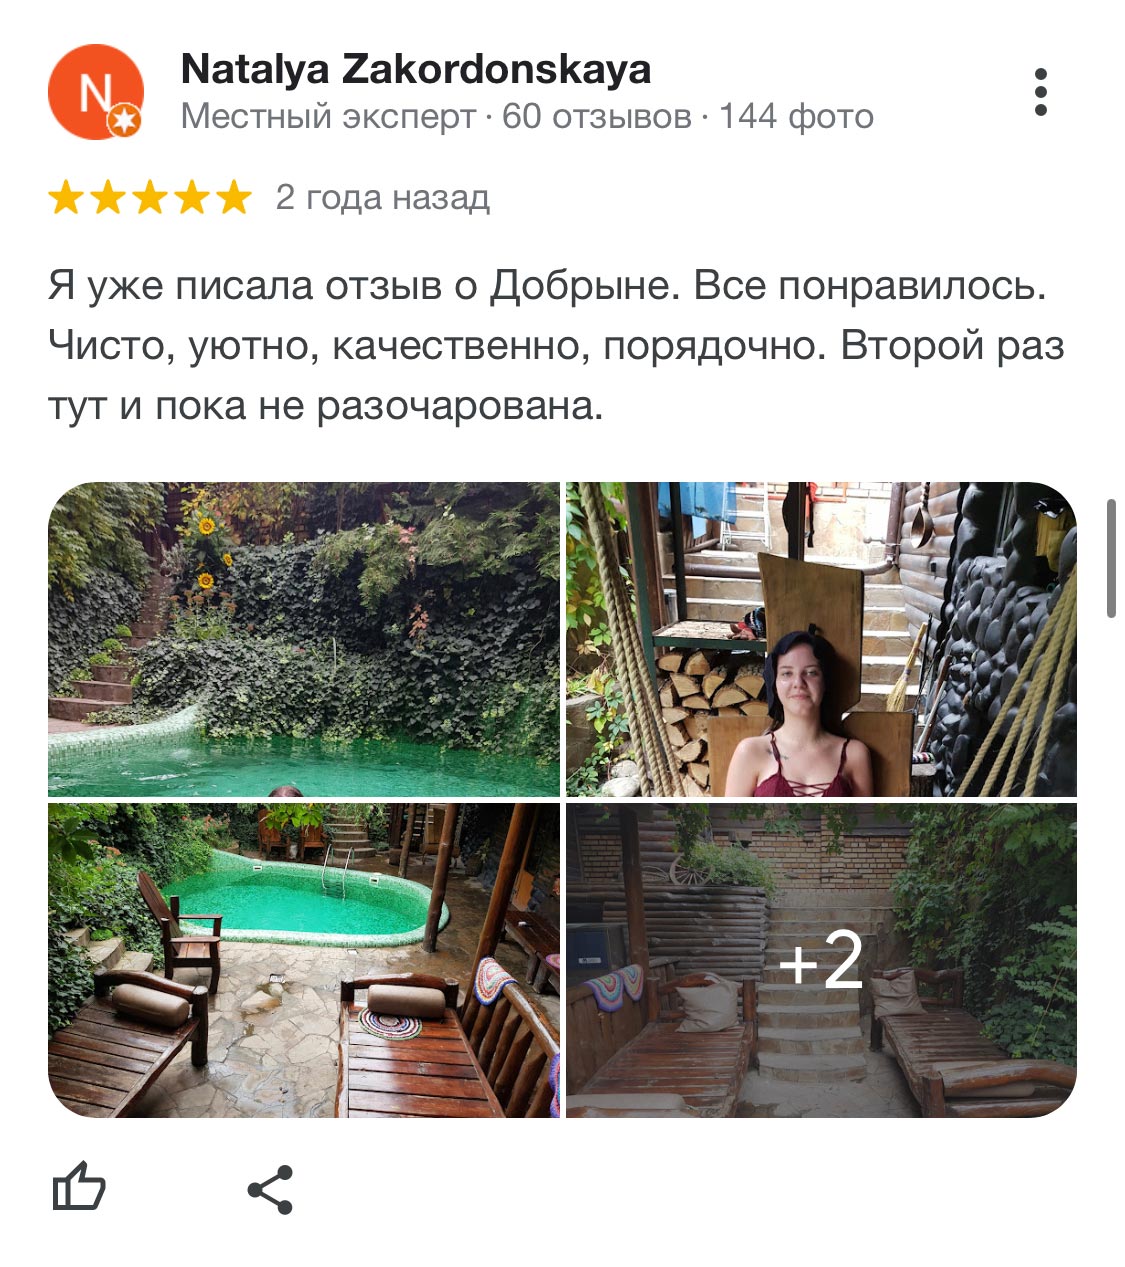 N
Natalya Zakordonskaya
Местный эксперт · 60 отзывов · 144 фото
2 года назад
Я уже писала отзыв о Добрыне. Все понравилось.
Чисто, уютно, качественно, порядочно. Второй раз
тут и пока не разочарована.
+2